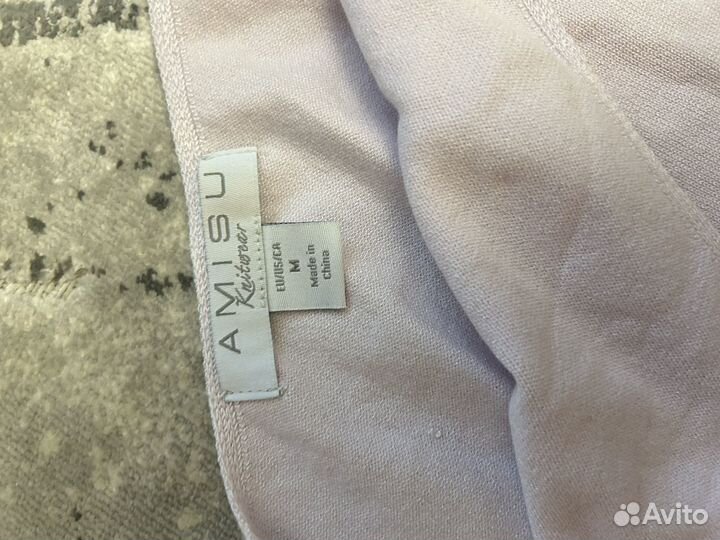 AMISU
Knitwear
EU/US/CA
M
Made in
China
Avito